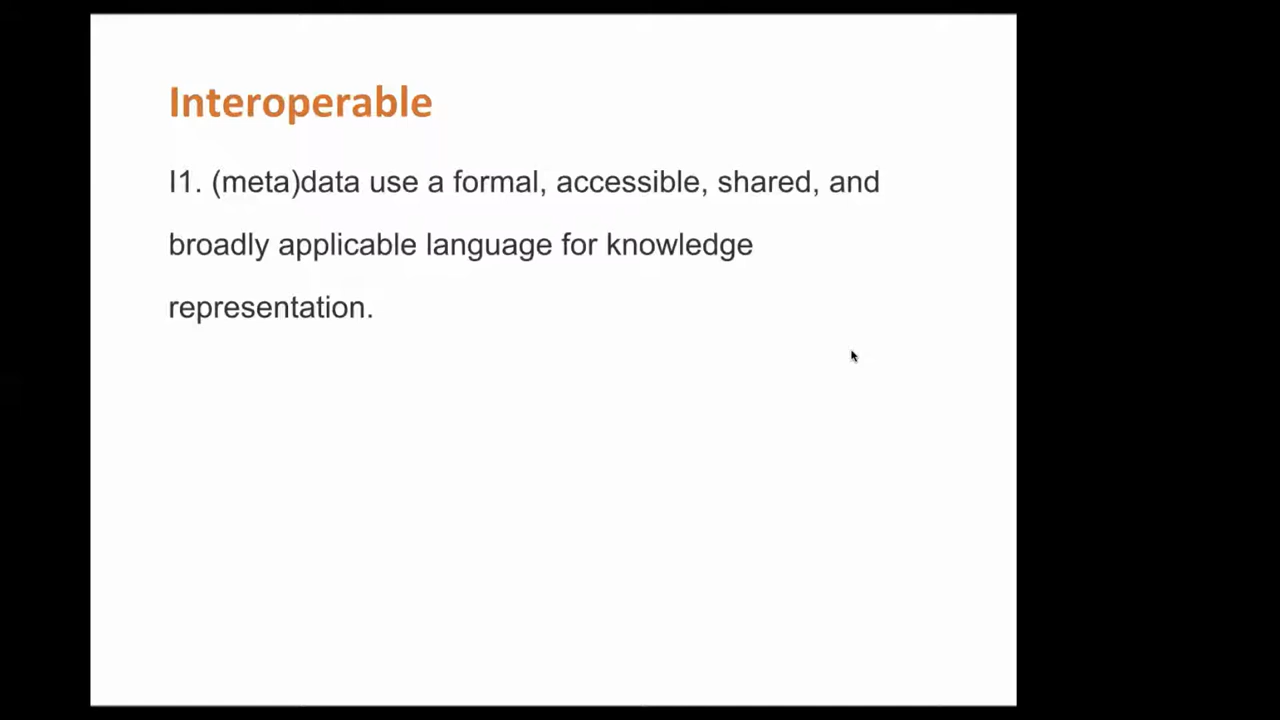 Interoperable
I1. (meta)data use a formal, accessible, shared, and
broadly applicable language for knowledge
representation.